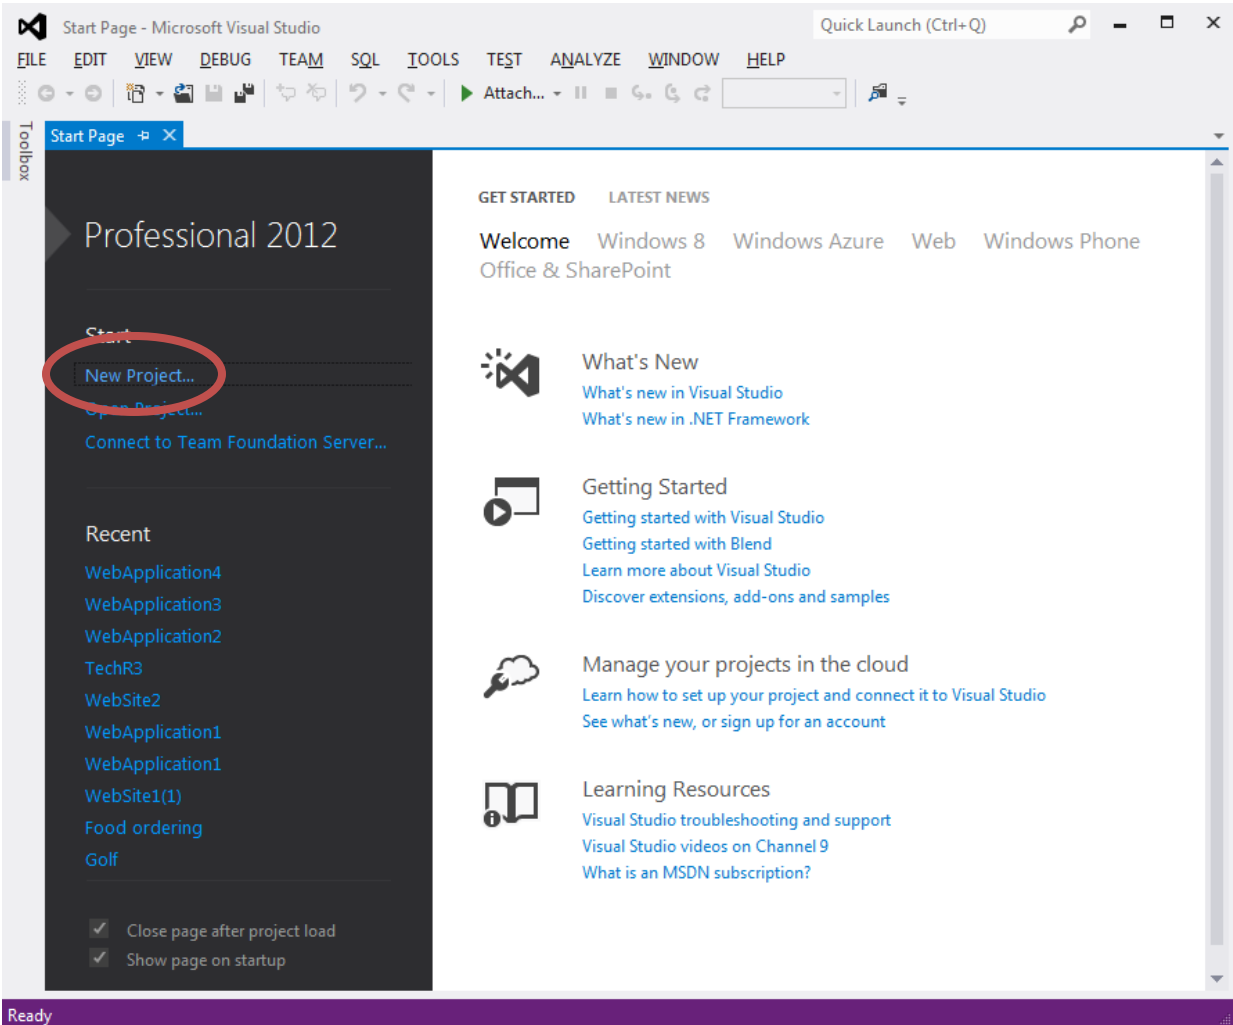 Start Page - Microsoft Visual Studio
Quick Launch (Ctrl+Q)
FILE EDIT VIEW DEBUG TEAM SQL TOOLS TEST ANALYZE WINDOW HELP
Attach...
Toolbox
Start Page
Professional 2012
Start
New Project...
Open Project...
Connect to Team Foundation Server...
Recent
WebApplication4
WebApplication3
WebApplication2
TechR3
WebSite2
WebApplication1
WebApplication1
WebSite1(1)
Food ordering
Golf
Close page after project load
Show page on startup
GET STARTED LATEST NEWS
Welcome Windows 8 Windows Azure Web Windows Phone
Office & SharePoint
What's New
What's new in Visual Studio
What's new in .NET Framework
Getting Started
Getting started with Visual Studio
Getting started with Blend
Learn more about Visual Studio
Discover extensions, add-ons and samples
Manage your projects in the cloud
Learn how to set up your project and connect it to Visual Studio
See what's new, or sign up for an account
Learning Resources
Visual Studio troubleshooting and support
Visual Studio videos on Channel 9
What is an MSDN subscription?
Ready